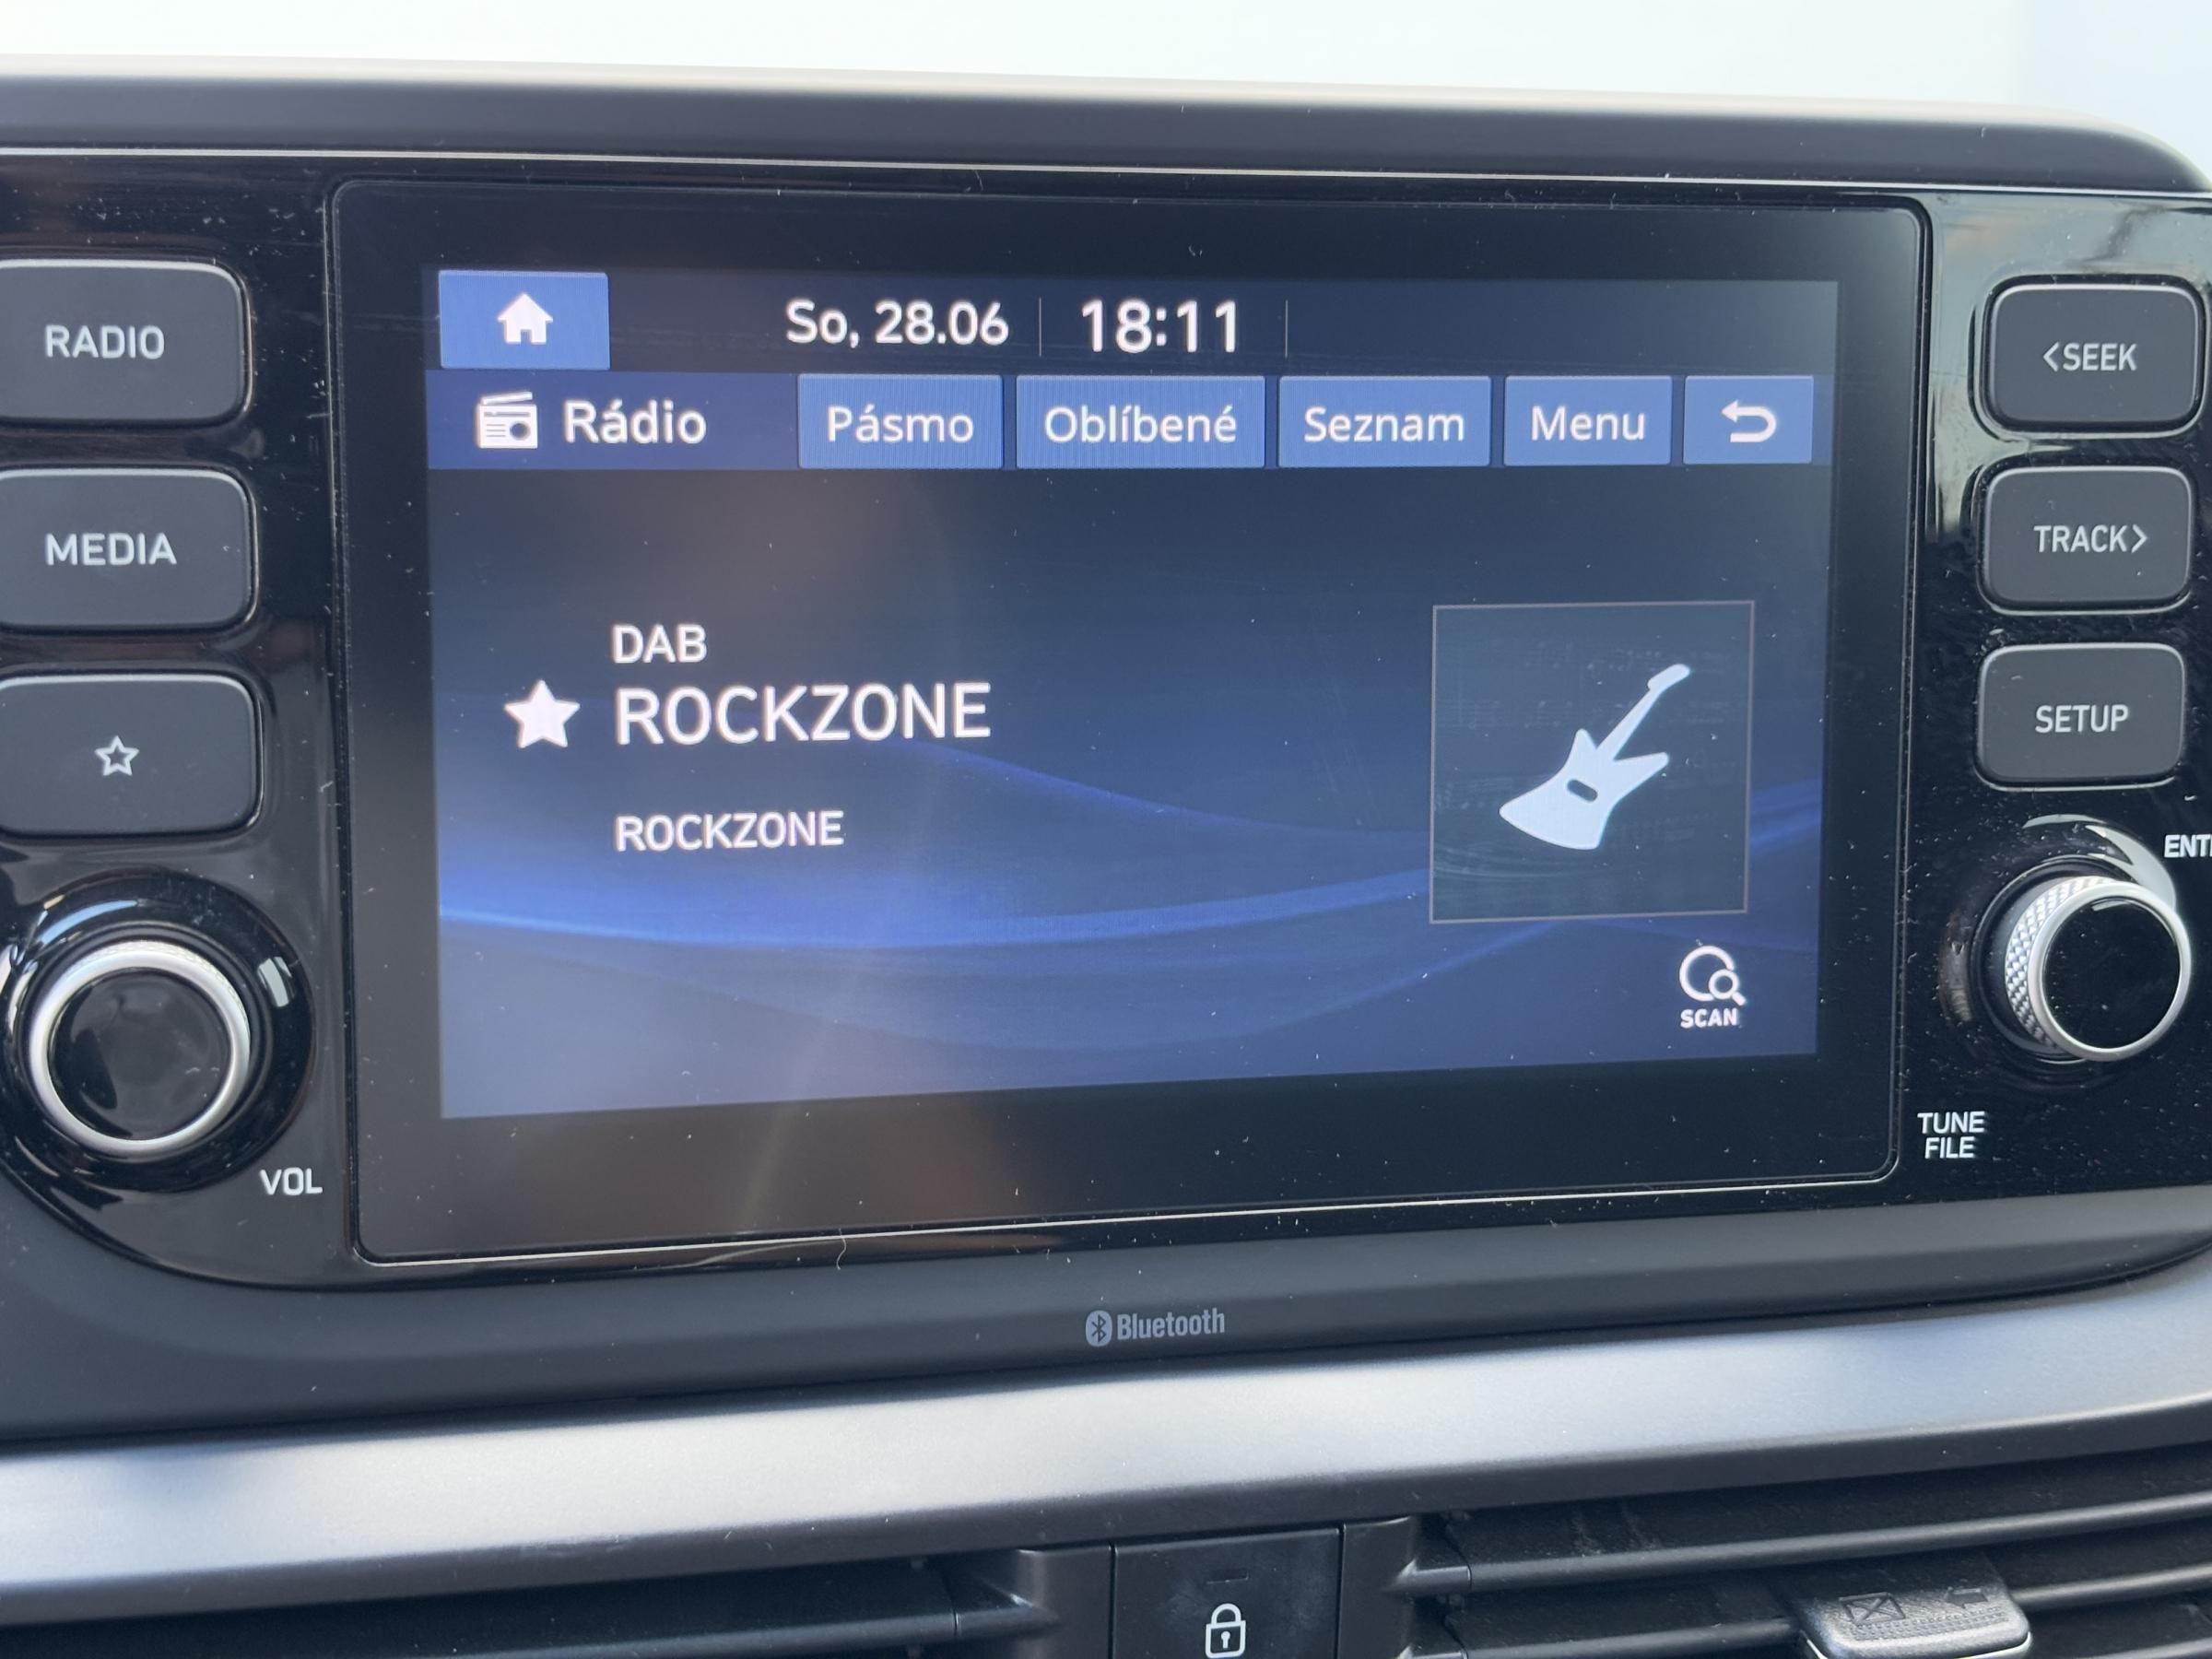 So, 28.06 18:11
Rádio Pásmo Oblíbené Seznam Menu
DAB
ROCKZONE
ROCKZONE
SCAN
RADIO
MEDIA
VOL
<SEEK
TRACK>
SETUP
TUNE
FILE
Bluetooth